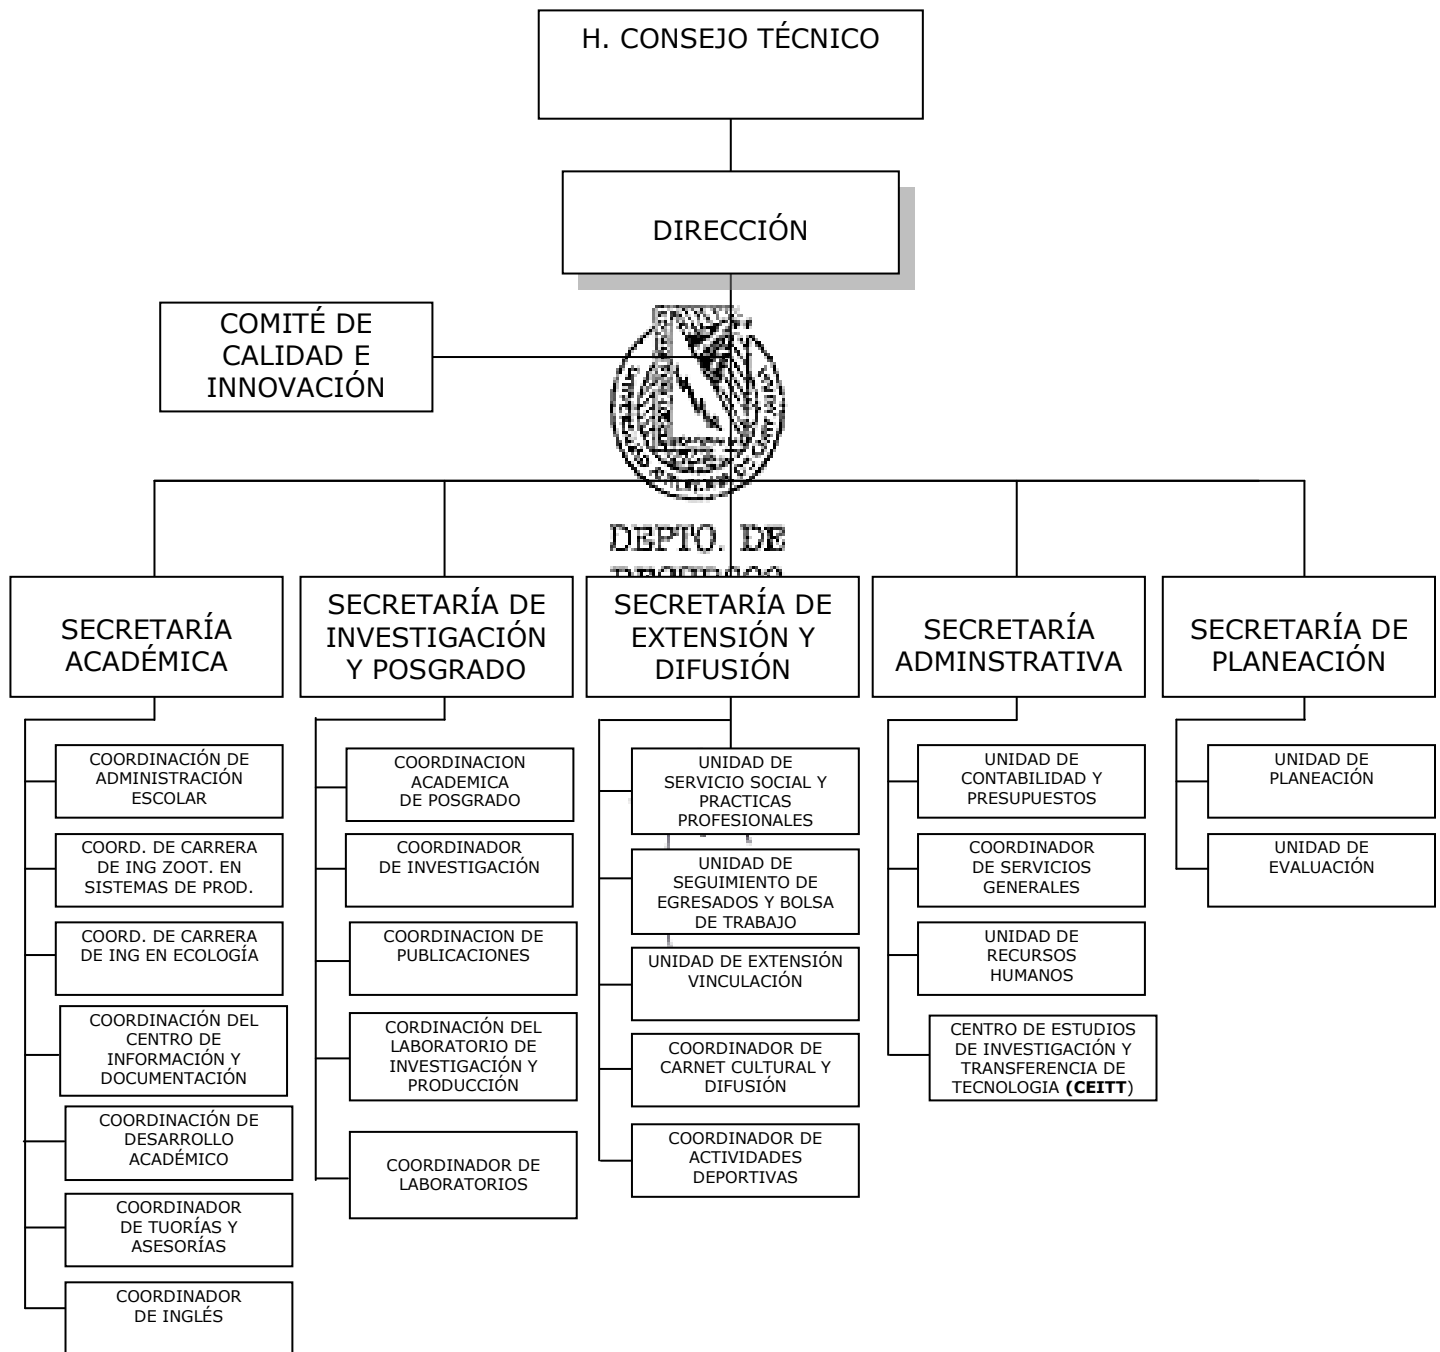 H. CONSEJO TÉCNICO
DIRECCIÓN
COMITÉ DE
CALIDAD E
INNOVACIÓN
DEPTO. DE
SECRETARÍA
ACADÉMICA
SECRETARÍA DE
INVESTIGACIÓN
Y POSGRADO
SECRETARÍA DE
EXTENSIÓN Y
DIFUSIÓN
SECRETARÍA
ADMINSTRATIVA
SECRETARÍA DE
PLANEACIÓN
COORDINACIÓN DE
ADMINISTRACIÓN
ESCOLAR
COORD. DE CARRERA
DE ING ZOOT. EN
SISTEMAS DE PROD.
COORD. DE CARRERA
DE ING EN ECOLOGÍA
COORDINACIÓN DEL
CENTRO DE
INFORMACIÓN Y
DOCUMENTACIÓN
COORDINACIÓN DE
DESARROLLO
ACADÉMICO
COORDINADOR
DE TUORÍAS Y
ASESORÍAS
COORDINADOR
DE INGLÉS
COORDINACION
ACADEMICA
DE POSGRADO
COORDINADOR
DE INVESTIGACIÓN
COORDINACION DE
PUBLICACIONES
CORDINACIÓN DEL
LABORATORIO DE
INVESTIGACIÓN Y
PRODUCCIÓN
COORDINADOR DE
LABORATORIOS
UNIDAD DE
SERVICIO SOCIAL Y
PRACTICAS
PROFESIONALES
UNIDAD DE
SEGUIMIENTO DE
EGRESADOS Y BOLSA
DE TRABAJO
UNIDAD DE EXTENSIÓN
VINCULACIÓN
COORDINADOR DE
CARNET CULTURAL Y
DIFUSIÓN
COORDINADOR DE
ACTIVIDADES
DEPORTIVAS
UNIDAD DE
CONTABILIDAD Y
PRESUPUESTOS
COORDINADOR
DE SERVICIOS
GENERALES
UNIDAD DE
RECURSOS
HUMANOS
CENTRO DE ESTUDIOS
DE INVESTIGACIÓN Y
TRANSFERENCIA DE
TECNOLOGIA (CEITT)
UNIDAD DE
PLANEACIÓN
UNIDAD DE
EVALUACIÓN